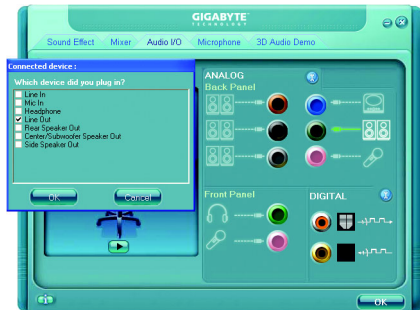 GIGABYTE
TECHNOLOGY
Sound Effect
Mixer
Audio I/O
Microphone
3D Audio Demo
Connected device :
Which device did you plug in?
Line In
Mic In
Headphone
Line Out
Rear Speaker Out
Center/Subwoofer Speaker Out
Side Speaker Out
OK
Cancel
ANALOG
Back Panel
Front Panel
DIGITAL
OK